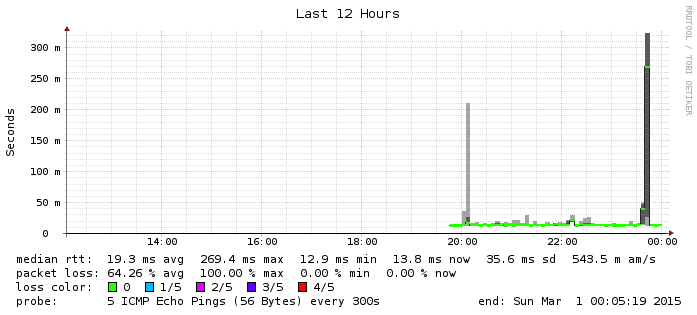 Last 12 Hours
RRDTOOL / TOBI OETIKER
Seconds
300 m
250 m
200 m
150 m
100 m
50 m
0
14:00 16:00 18:00 20:00 22:00 00:00
median rtt: 19.3 ms avg 269.4 ms max 12.9 ms min 13.8 ms now 35.6 ms sd 543.5 m am/s
packet loss: 64.26 % avg 100.00 % max 0.00 % min 0.00 % now
loss color: 0 1/5 2/5 3/5 4/5
probe: 5 ICMP Echo Pings (56 Bytes) every 300s end: Sun Mar 1 00:05:19 2015